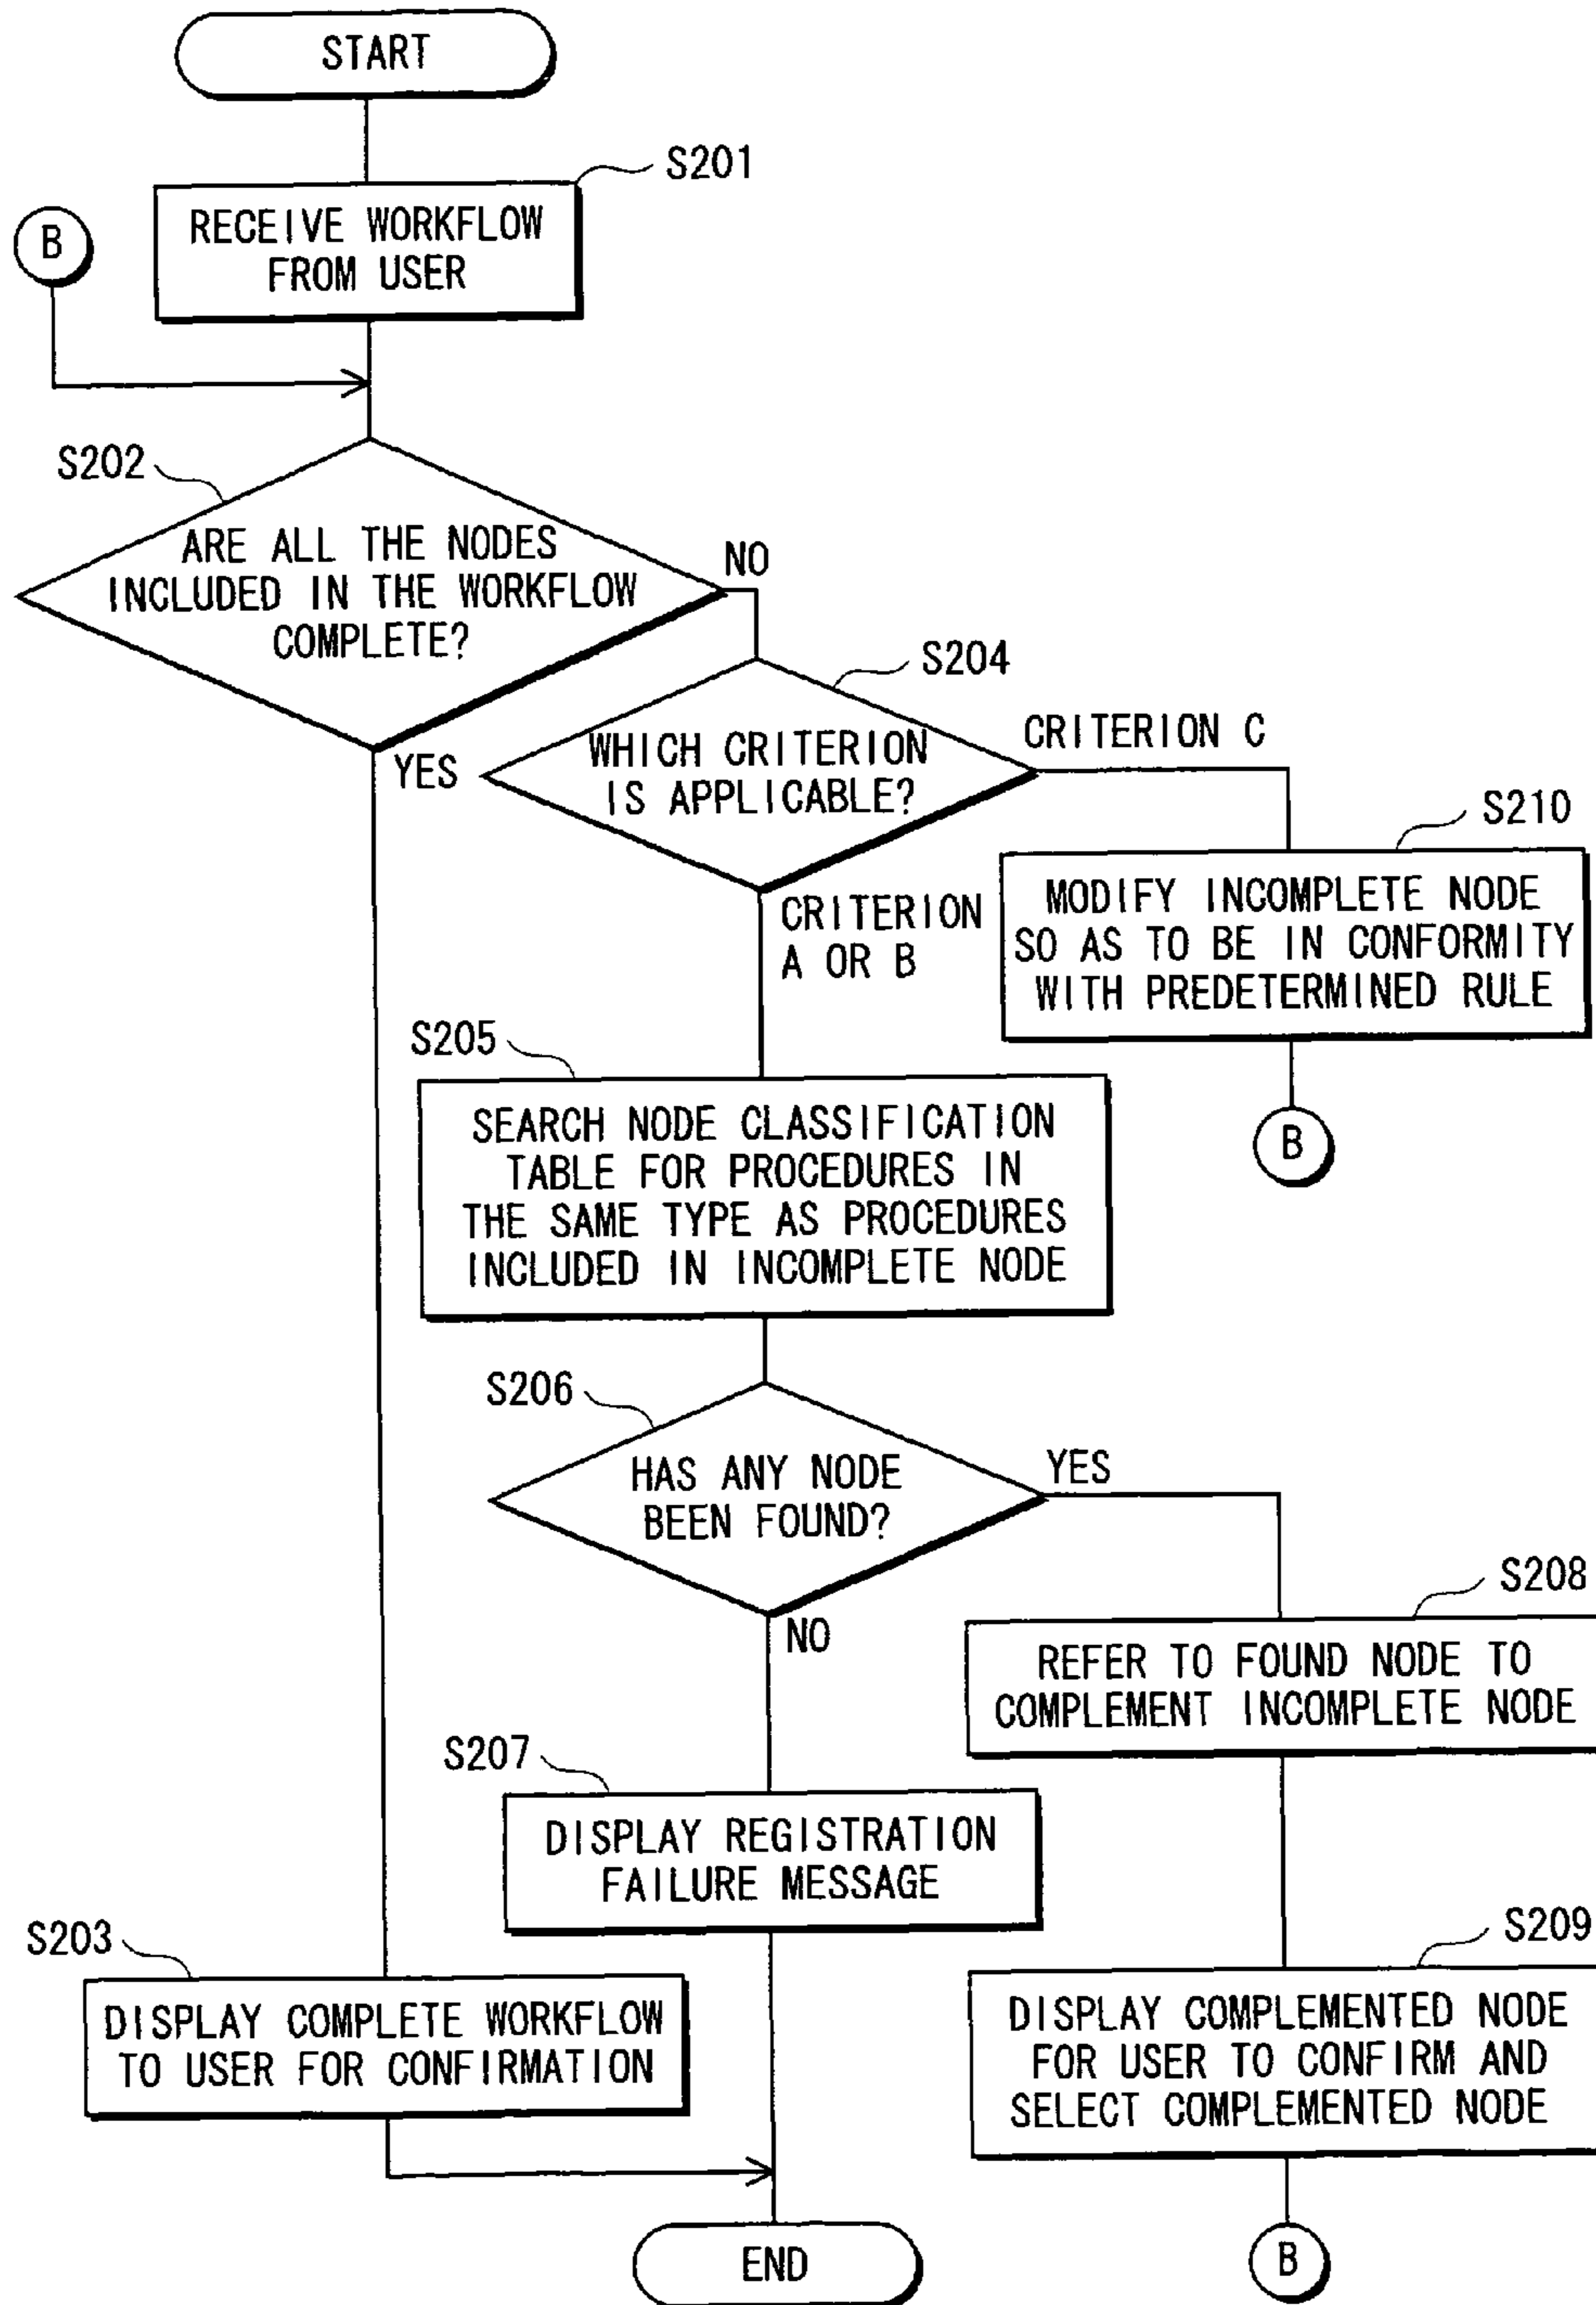 START
S201
RECEIVE WORKFLOW
FROM USER
B
S202
ARE ALL THE NODES
INCLUDED IN THE WORKFLOW
COMPLETE?
NO
YES
S204
WHICH CRITERION
IS APPLICABLE?
CRITERION C
CRITERION
A OR B
S210
MODIFY INCOMPLETE NODE
SO AS TO BE IN CONFORMITY
WITH PREDETERMINED RULE
B
S205
SEARCH NODE CLASSIFICATION
TABLE FOR PROCEDURES IN
THE SAME TYPE AS PROCEDURES
INCLUDED IN INCOMPLETE NODE
S206
HAS ANY NODE
BEEN FOUND?
YES
NO
S208
REFER TO FOUND NODE TO
COMPLEMENT INCOMPLETE NODE
S207
DISPLAY REGISTRATION
FAILURE MESSAGE
S203
DISPLAY COMPLETE WORKFLOW
TO USER FOR CONFIRMATION
S209
DISPLAY COMPLEMENTED NODE
FOR USER TO CONFIRM AND
SELECT COMPLEMENTED NODE
END
B